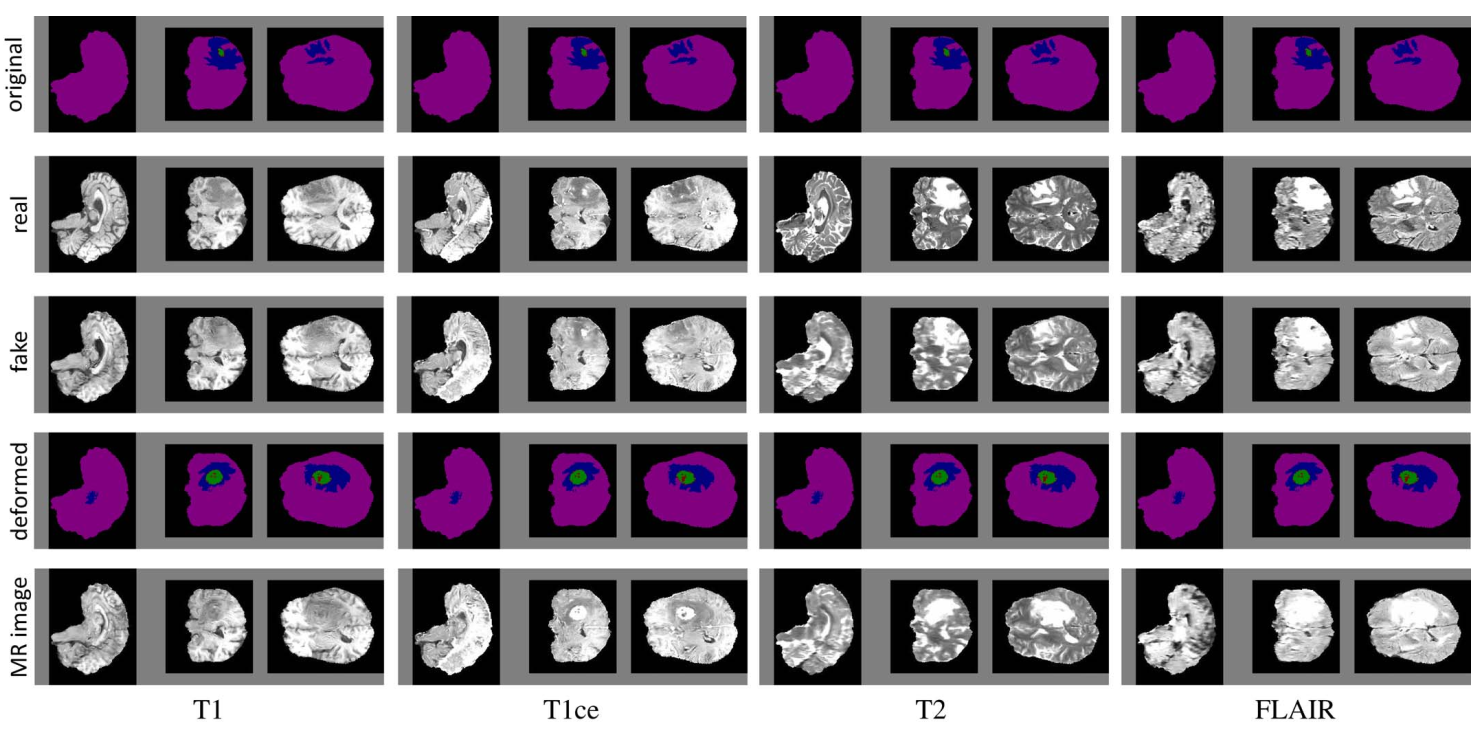 original
real
fake
deformed
MR image
T1
T1ce
T2
FLAIR